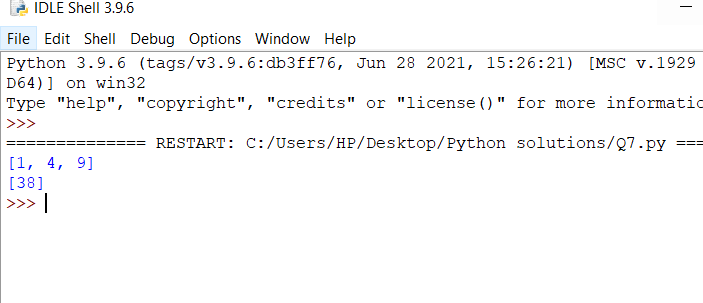 IDLE Shell 3.9.6
File Edit Shell Debug Options Window Help
Python 3.9.6 (tags/v3.9.6:db3ff76, Jun 28 2021, 15:26:21) [MSC v.1929
D64)] on win32
Type "help", "copyright", "credits" or "license()" for more informatio
>>>
============== RESTART: C:/Users/HP/Desktop/Python solutions/Q7.py ===
[1, 4, 9]
[38]
>>>